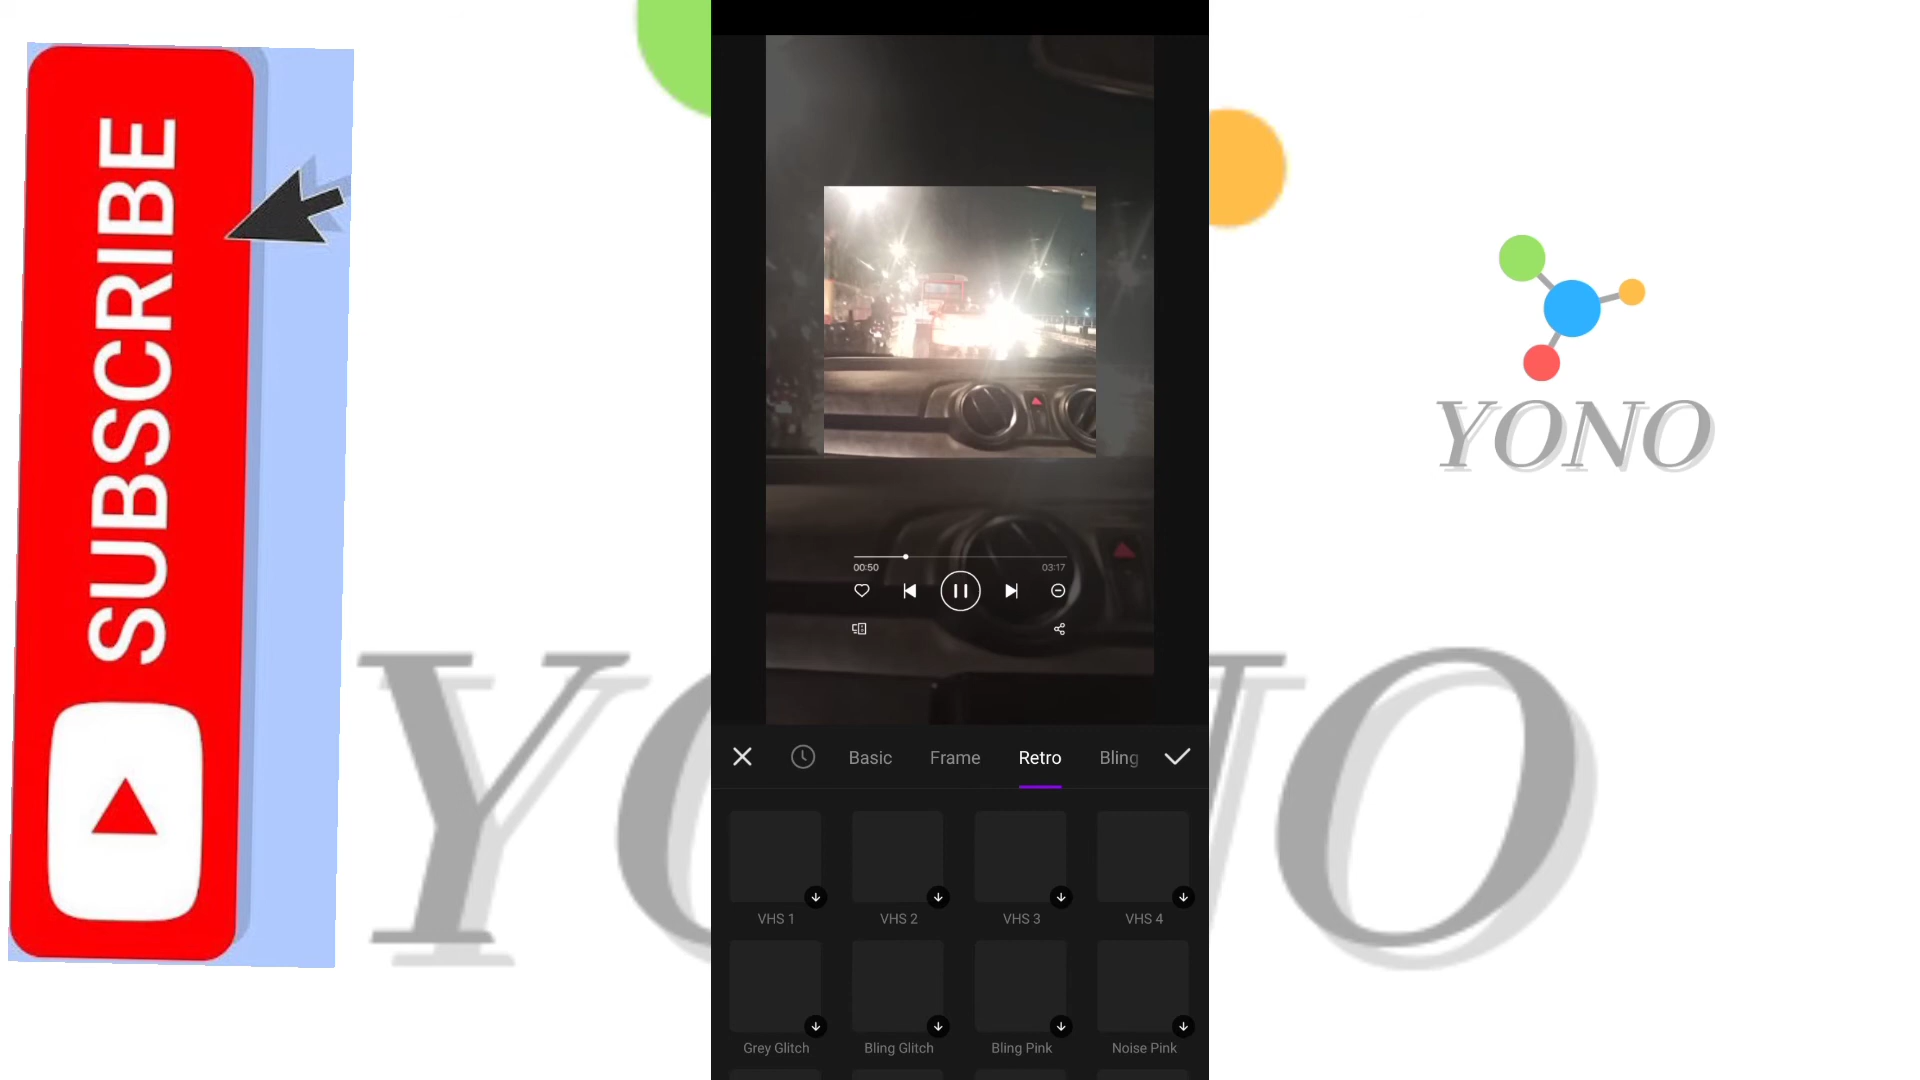 SUBSCRIBE
YONO
00:50
03:17
Basic
Frame
Retro
Bling
VHS 1
VHS 2
VHS 3
VHS 4
Grey Glitch
Bling Glitch
Bling Pink
Noise Pink